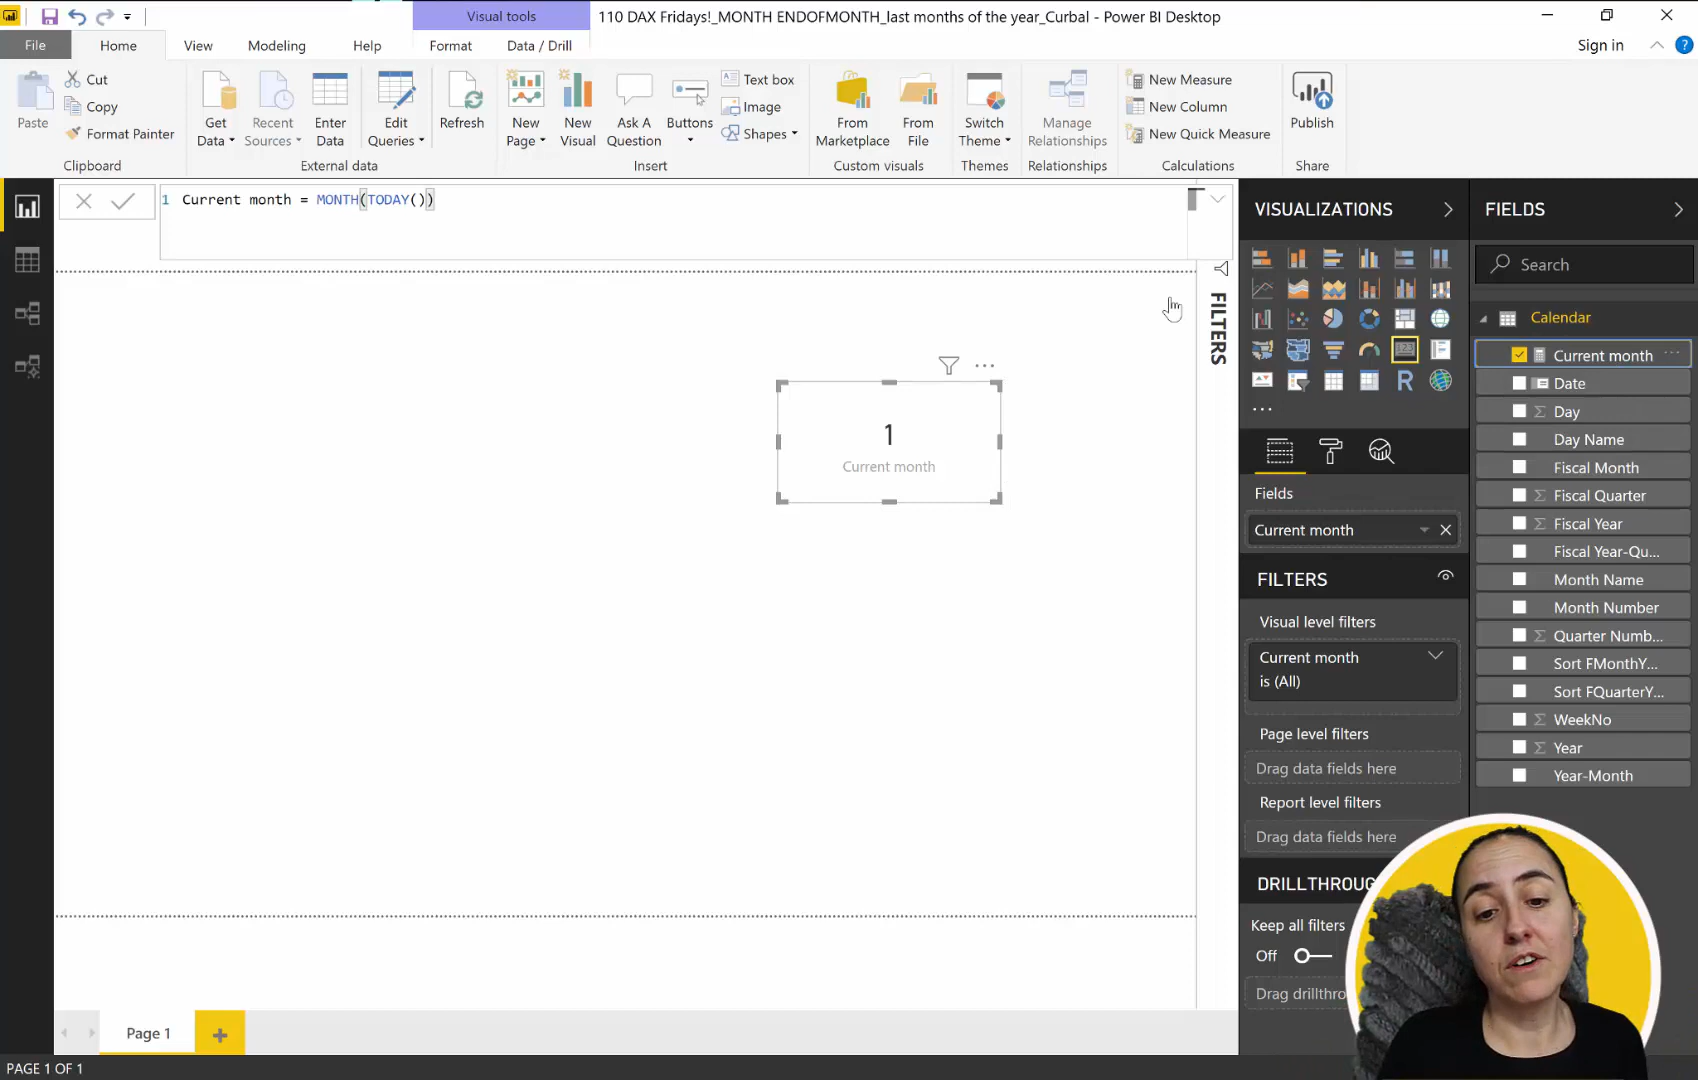 Visual tools
110 DAX Fridays!_MONTH ENDOFMONTH_last months of the year_Curbal - Power BI Desktop
File
Home
View
Modeling
Help
Format
Data / Drill
Sign in
Paste
Cut
Copy
Format Painter
Clipboard
Get Data
Recent Sources
Enter Data
Edit Queries
External data
Refresh
New Page
New Visual
Ask A Question
Buttons
Text box
Image
Shapes
Insert
From Marketplace
From File
Custom visuals
Switch Theme
Themes
Manage Relationships
Relationships
New Measure
New Column
New Quick Measure
Calculations
Publish
Share
1 Current month = MONTH(TODAY())
1
Current month
FILTERS
VISUALIZATIONS
Fields
Current month
FILTERS
Visual level filters
Current month
is (All)
Page level filters
Drag data fields here
Report level filters
Drag data fields here
DRILLTHROUG
Keep all filters
Off
Drag drillthro
FIELDS
Search
Calendar
Current month
Date
Day
Day Name
Fiscal Month
Fiscal Quarter
Fiscal Year
Fiscal Year-Qu...
Month Name
Month Number
Quarter Numb...
Sort FMonthY...
Sort FQuarterY...
WeekNo
Year
Year-Month
Page 1
PAGE 1 OF 1